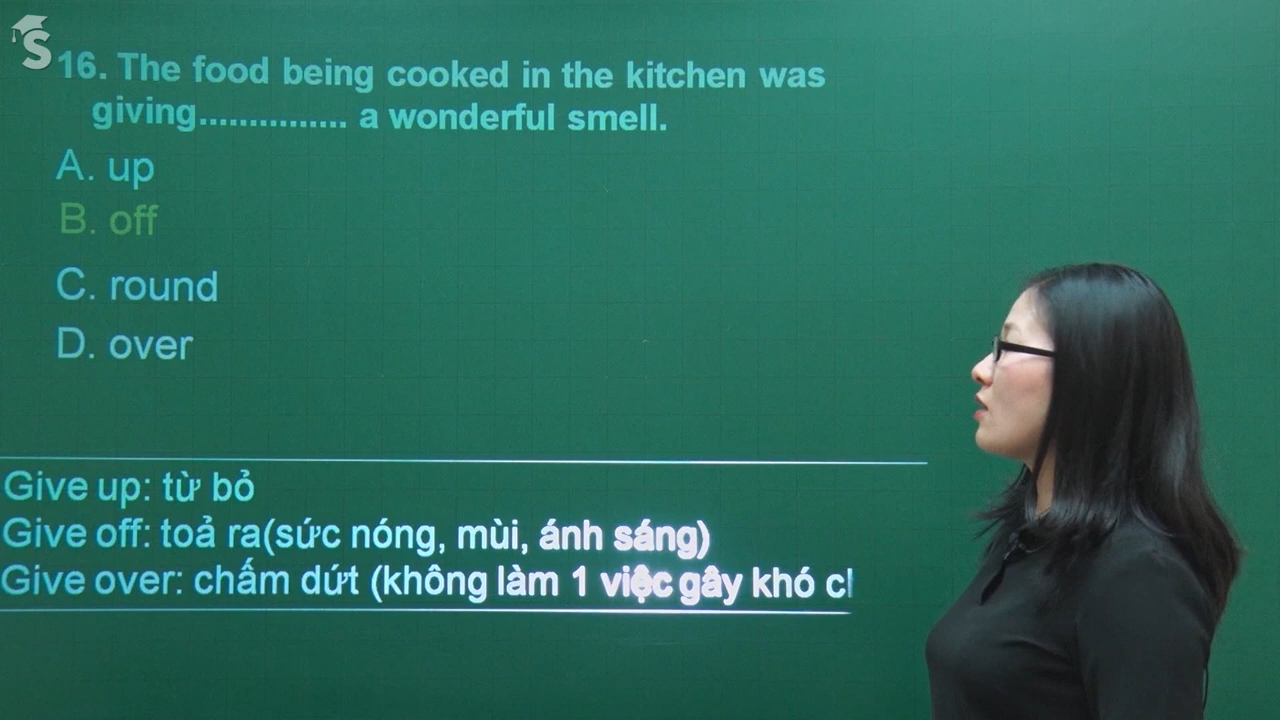 S
16. The food being cooked in the kitchen was
giving............... a wonderful smell.
A. up
B. off
C. round
D. over
Give up: từ bỏ
Give off: toả ra(sức nóng, mùi, ánh sáng)
Give over: chấm dứt (không làm 1 việc gây khó